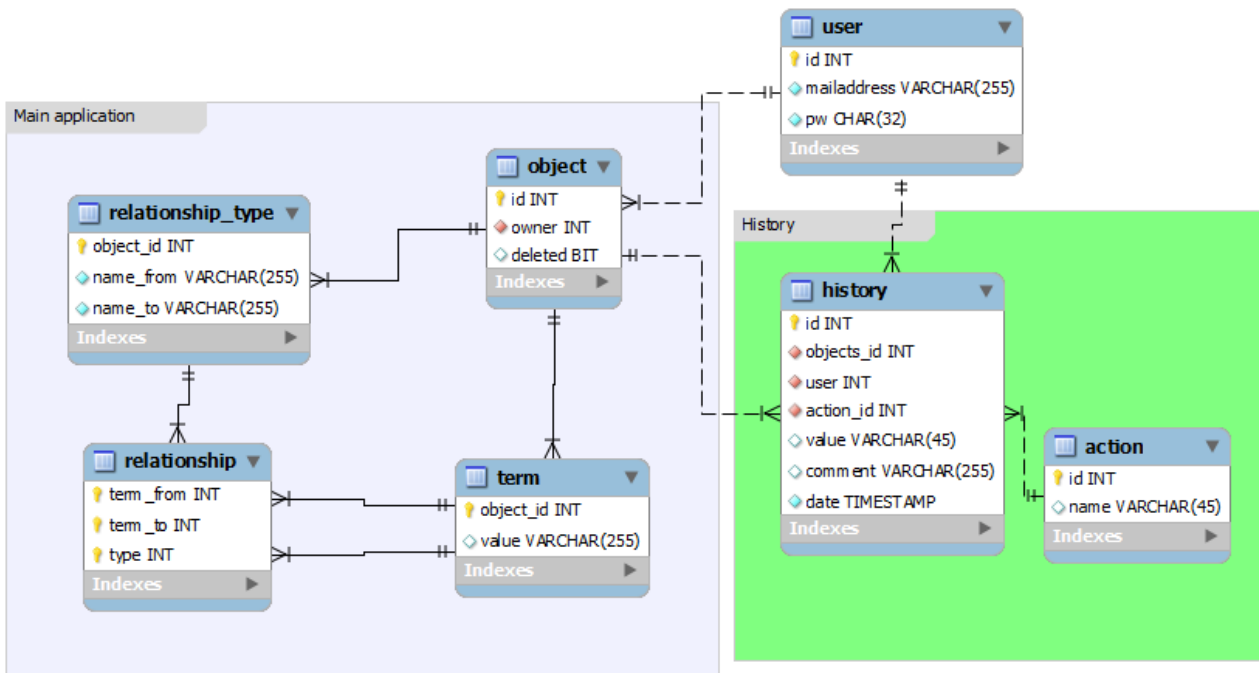 user
id INT
mailaddress VARCHAR(255)
pw CHAR(32)
Indexes
Main application
object
id INT
owner INT
deleted BIT
Indexes
relationship_type
object_id INT
name_from VARCHAR(255)
name_to VARCHAR(255)
Indexes
relationship
term_from INT
term_to INT
type INT
Indexes
term
object_id INT
value VARCHAR(255)
Indexes
History
history
id INT
objects_id INT
user INT
action_id INT
value VARCHAR(45)
comment VARCHAR(255)
date TIMESTAMP
Indexes
action
id INT
name VARCHAR(45)
Indexes